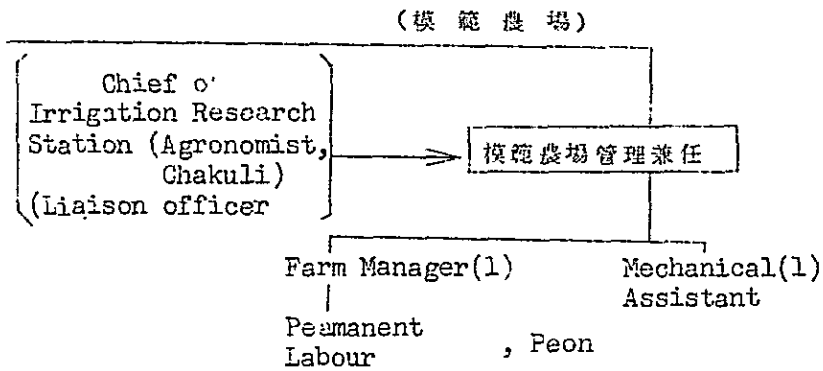 (模範農場)
Chief o'
Irrigation Research
Station (Agronomist,
Chakuli)
(Liaison officer
模範農場管理兼任
Farm Manager(1)
Mechanical(1)
Assistant
Peamanent
Labour , Peon